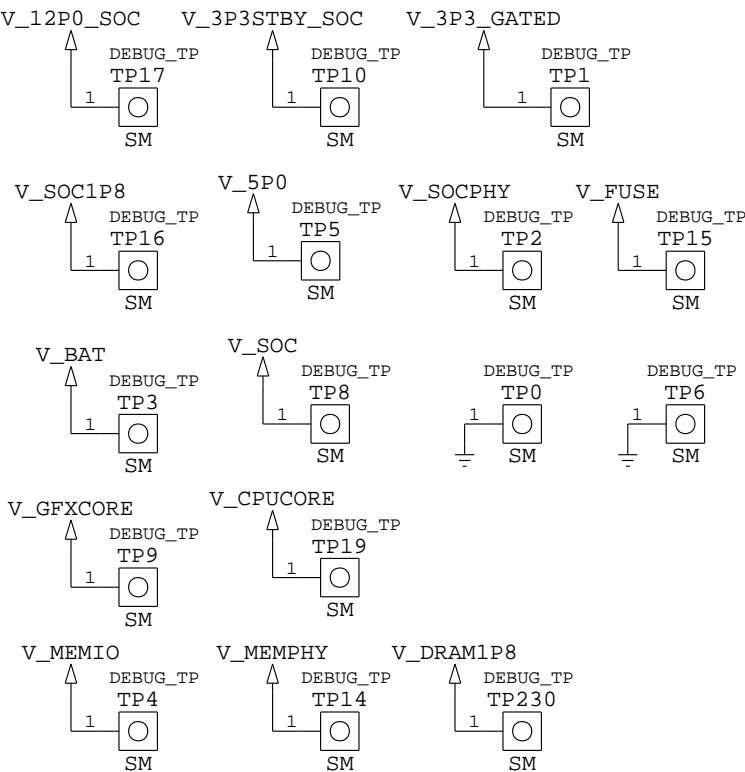 V_12P0_SOC V_3P3STBY_SOC V_3P3_GATED
DEBUG_TP DEBUG_TP DEBUG_TP
TP17 TP10 TP1
1 1 1
SM SM SM
V_SOC1P8 V_5P0 V_SOCPHY V_FUSE
DEBUG_TP DEBUG_TP DEBUG_TP DEBUG_TP
TP16 TP5 TP2 TP15
1 1 1 1
SM SM SM SM
V_BAT V_SOC
DEBUG_TP DEBUG_TP DEBUG_TP DEBUG_TP
TP3 TP8 TP0 TP6
1 1 1 1
SM SM SM SM
V_GFXCORE V_CPUCORE
DEBUG_TP DEBUG_TP
TP9 TP19
1 1
SM SM
V_MEMIO V_MEMPHY V_DRAM1P8
DEBUG_TP DEBUG_TP DEBUG_TP
TP4 TP14 TP230
1 1 1
SM SM SM